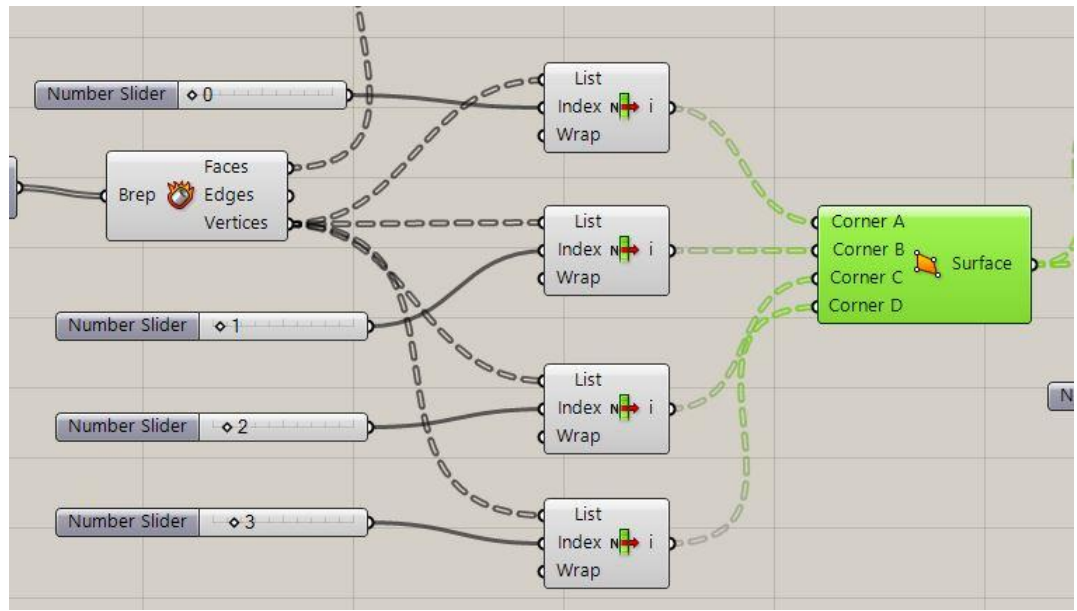 Number Slider 0
List
Index N i
Wrap
Brep
Faces
Edges
Vertices
List
Index N i
Wrap
Number Slider 1
Corner A
Corner B
Corner C
Corner D
Surface
List
Index N i
Wrap
Number Slider 2
N
List
Index N i
Wrap
Number Slider 3